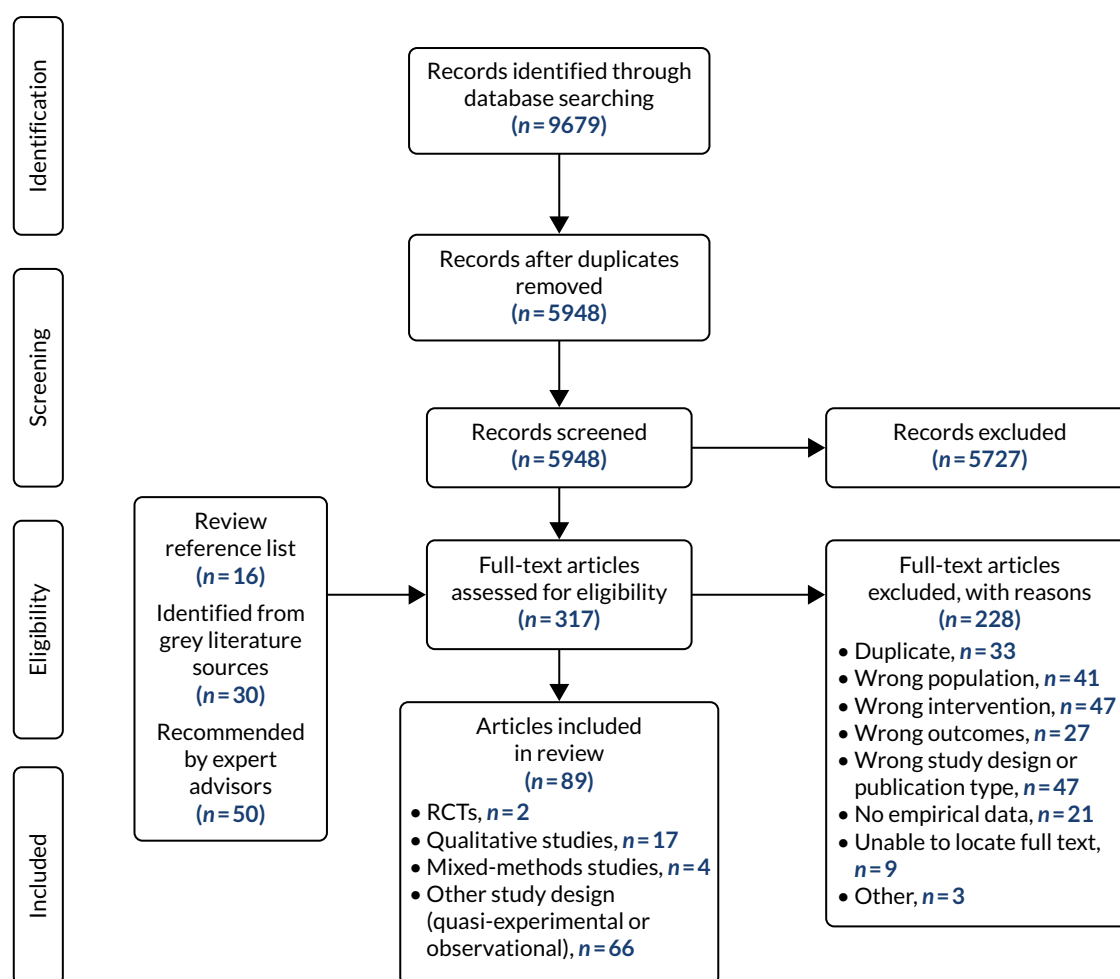 Identification
Records identified through
database searching
(n=9679)
Records after duplicates
removed
(n=5948)
Screening
Records screened
(n=5948)
Records excluded
(n=5727)
Eligibility
Review
reference list
(n=16)
Identified from
grey literature
sources
(n=30)
Recommended
by expert
advisors
(n=50)
Full-text articles
assessed for eligibility
(n=317)
Full-text articles
excluded, with reasons
(n=228)
• Duplicate, n=33
• Wrong population, n=41
• Wrong intervention, n=47
• Wrong outcomes, n=27
• Wrong study design or
publication type, n=47
• No empirical data, n=21
• Unable to locate full text,
n=9
• Other, n=3
Included
Articles included
in review
(n=89)
• RCTs, n=2
• Qualitative studies, n=17
• Mixed-methods studies, n=4
• Other study design
(quasi-experimental or
observational), n=66